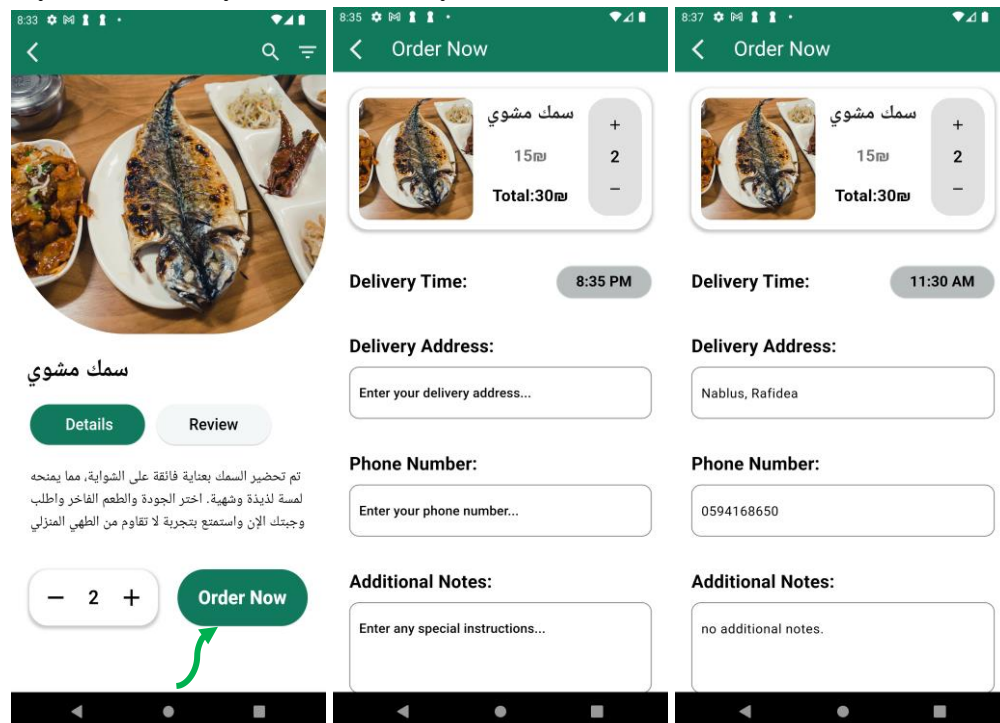 8:33
سمك مشوي
Details
Review
تم تحضير السمك بعناية فائقة على الشواية، مما يمنحه
لمسة لذيذة وشهية. اختر الجودة والطعم الفاخر واطلب
وجبتك الإن واستمتع بتجربة لا تقاوم من الطهي المنزلي
− 2 +
Order Now
8:35
Order Now
سمك مشوي
15₪
Total:30₪
+
2
−
Delivery Time:
8:35 PM
Delivery Address:
Enter your delivery address...
Phone Number:
Enter your phone number...
Additional Notes:
Enter any special instructions...
8:37
Order Now
سمك مشوي
15₪
Total:30₪
+
2
−
Delivery Time:
11:30 AM
Delivery Address:
Nablus, Rafidea
Phone Number:
0594168650
Additional Notes:
no additional notes.